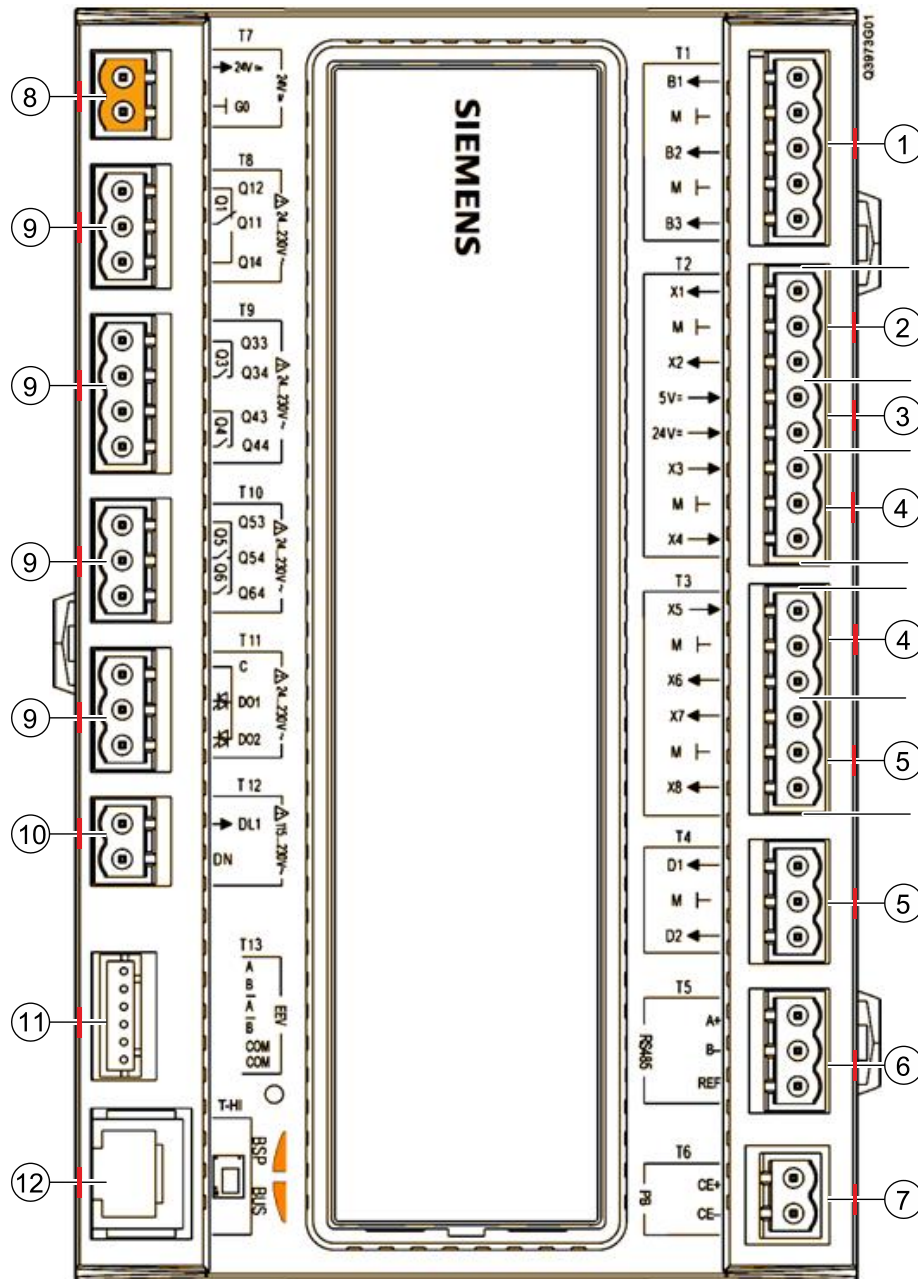 Q3973G01
SIEMENS
8
T7
24V≂
G0
24V≂
9
T8
Q12
Q11
Q14
Q1
24...230V~
9
T9
Q33
Q34
Q43
Q44
Q3
Q4
24...230V~
9
T10
Q53
Q54
Q64
Q5
Q6
24...230V~
9
T11
C
DO1
DO2
24...230V~
10
T12
DL1
DN
115...230V~
11
T13
A
B
A̅
B̅
COM
COM
EEV
12
T-HI
BSP
BUS
T1
B1
M
B2
M
B3
1
T2
X1
M
X2
5V=
24V=
X3
M
X4
2
3
4
T3
X5
M
X6
X7
M
X8
4
5
T4
D1
M
D2
5
T5
A+
B-
REF
RS485
6
T6
CE+
CE-
PB
7